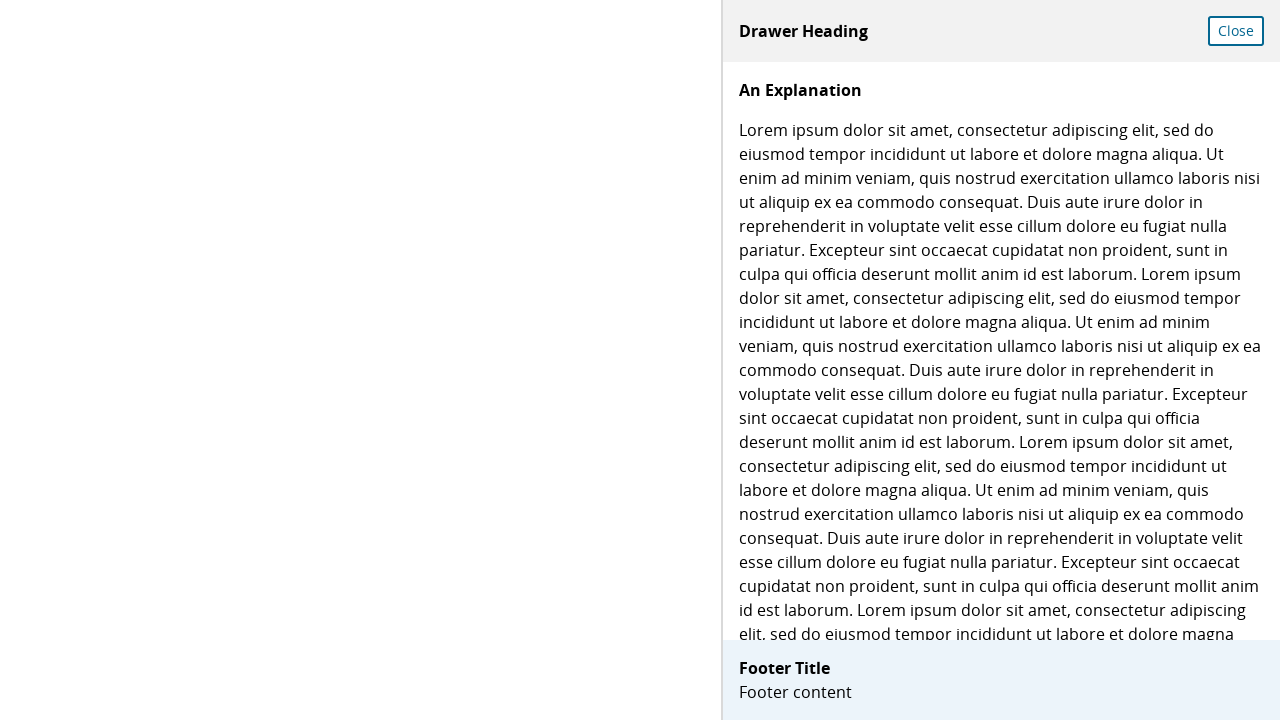 Drawer Heading
Close
An Explanation
Lorem ipsum dolor sit amet, consectetur adipiscing elit, sed do
eiusmod tempor incididunt ut labore et dolore magna aliqua. Ut
enim ad minim veniam, quis nostrud exercitation ullamco laboris nisi
ut aliquip ex ea commodo consequat. Duis aute irure dolor in
reprehenderit in voluptate velit esse cillum dolore eu fugiat nulla
pariatur. Excepteur sint occaecat cupidatat non proident, sunt in
culpa qui officia deserunt mollit anim id est laborum. Lorem ipsum
dolor sit amet, consectetur adipiscing elit, sed do eiusmod tempor
incididunt ut labore et dolore magna aliqua. Ut enim ad minim
veniam, quis nostrud exercitation ullamco laboris nisi ut aliquip ex ea
commodo consequat. Duis aute irure dolor in reprehenderit in
voluptate velit esse cillum dolore eu fugiat nulla pariatur. Excepteur
sint occaecat cupidatat non proident, sunt in culpa qui officia
deserunt mollit anim id est laborum. Lorem ipsum dolor sit amet,
consectetur adipiscing elit, sed do eiusmod tempor incididunt ut
labore et dolore magna aliqua. Ut enim ad minim veniam, quis
nostrud exercitation ullamco laboris nisi ut aliquip ex ea commodo
consequat. Duis aute irure dolor in reprehenderit in voluptate velit
esse cillum dolore eu fugiat nulla pariatur. Excepteur sint occaecat
cupidatat non proident, sunt in culpa qui officia deserunt mollit anim
id est laborum. Lorem ipsum dolor sit amet, consectetur adipiscing
elit, sed do eiusmod tempor incididunt ut labore et dolore magna
Footer Title
Footer content